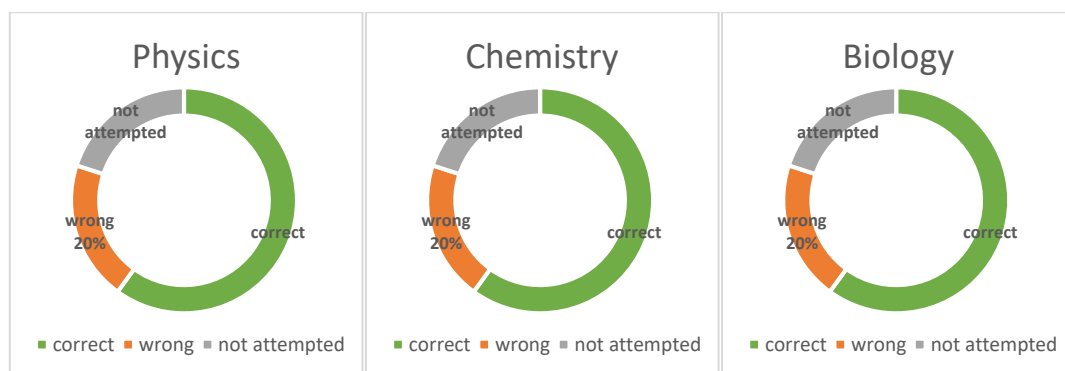 Physics
not
attempted
wrong
20%
correct
correct wrong not attempted
Chemistry
not
attempted
wrong
20%
correct
correct wrong not attempted
Biology
not
attempted
wrong
20%
correct
correct wrong not attempted